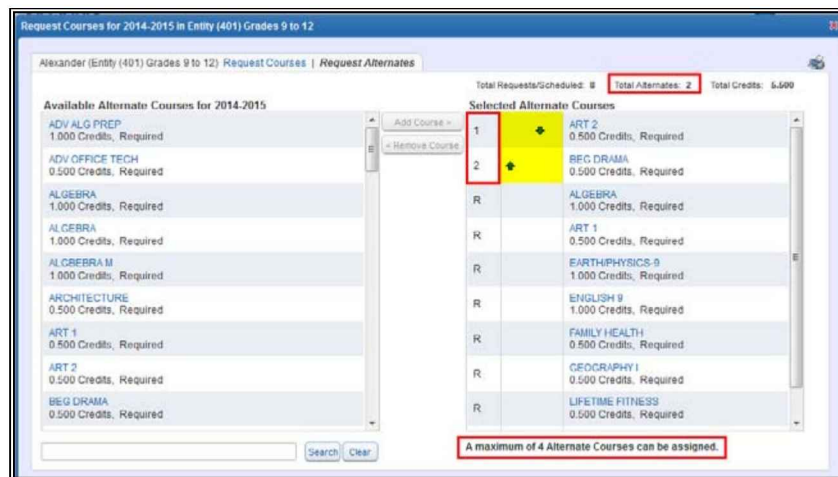 Request Courses for 2014-2015 in Entity (401) Grades 9 to 12
Alexander (Entity (401) Grades 9 to 12) Request Courses | Request Alternates
Total Requests/Scheduled: 8 Total Alternates: 2 Total Credits: 5.500
Available Alternate Courses for 2014-2015
ADV ALG PREP
1.000 Credits, Required
ADV OFFICE TECH
0.500 Credits, Required
ALGEBRA
1.000 Credits, Required
ALGEBRA
1.000 Credits, Required
ALGBEBRA M
1.000 Credits, Required
ARCHITECTURE
0.500 Credits, Required
ART 1
0.500 Credits, Required
ART 2
0.500 Credits, Required
BEG DRAMA
0.500 Credits, Required
Search Clear
Add Course »
« Remove Course
Selected Alternate Courses
1 ART 2
0.500 Credits, Required
2 BEG DRAMA
0.500 Credits, Required
R ALGEBRA
1.000 Credits, Required
R ART 1
0.500 Credits, Required
R EARTH/PHYSICS-9
1.000 Credits, Required
R ENGLISH 9
1.000 Credits, Required
R FAMILY HEALTH
0.500 Credits, Required
R GEOGRAPHY I
0.500 Credits, Required
R LIFETIME FITNESS
0.500 Credits, Required
A maximum of 4 Alternate Courses can be assigned.